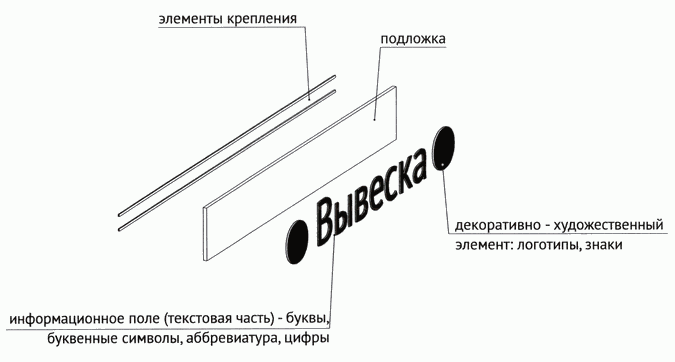 элементы крепления
подложка
Вывеска
декоративно - художественный
элемент: логотипы, знаки
информационное поле (текстовая часть) - буквы,
буквенные символы, аббревиатура, цифры